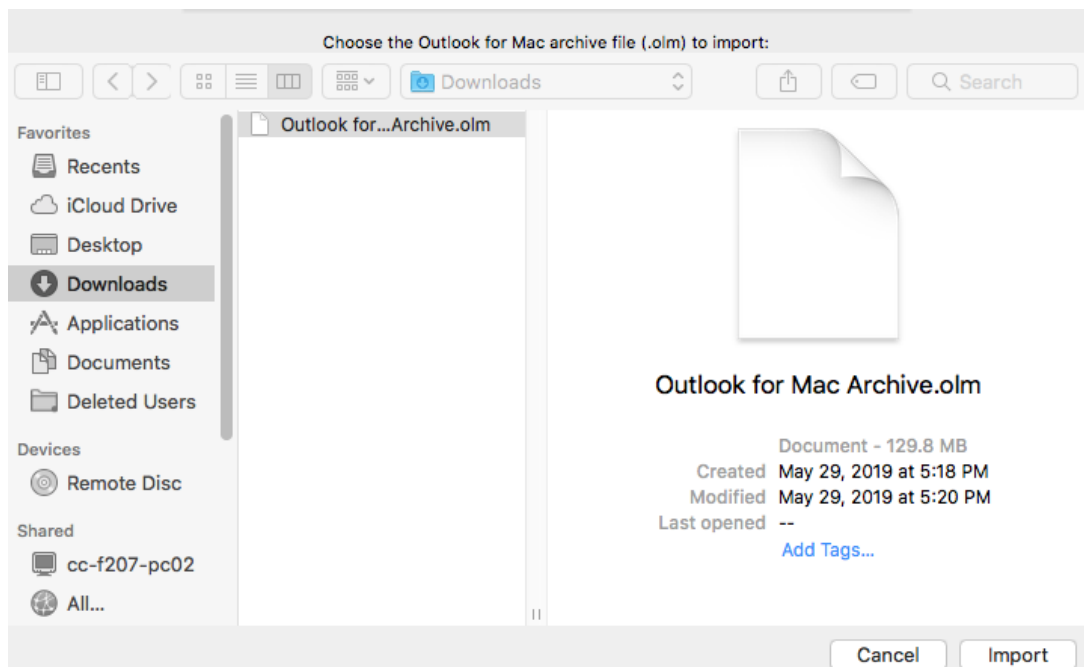 Choose the Outlook for Mac archive file (.olm) to import:
Downloads
Search
Favorites
Recents
iCloud Drive
Desktop
Downloads
Applications
Documents
Deleted Users
Devices
Remote Disc
Shared
cc-f207-pc02
All...
Outlook for...Archive.olm
Outlook for Mac Archive.olm
Document - 129.8 MB
Created May 29, 2019 at 5:18 PM
Modified May 29, 2019 at 5:20 PM
Last opened --
Add Tags...
Cancel Import